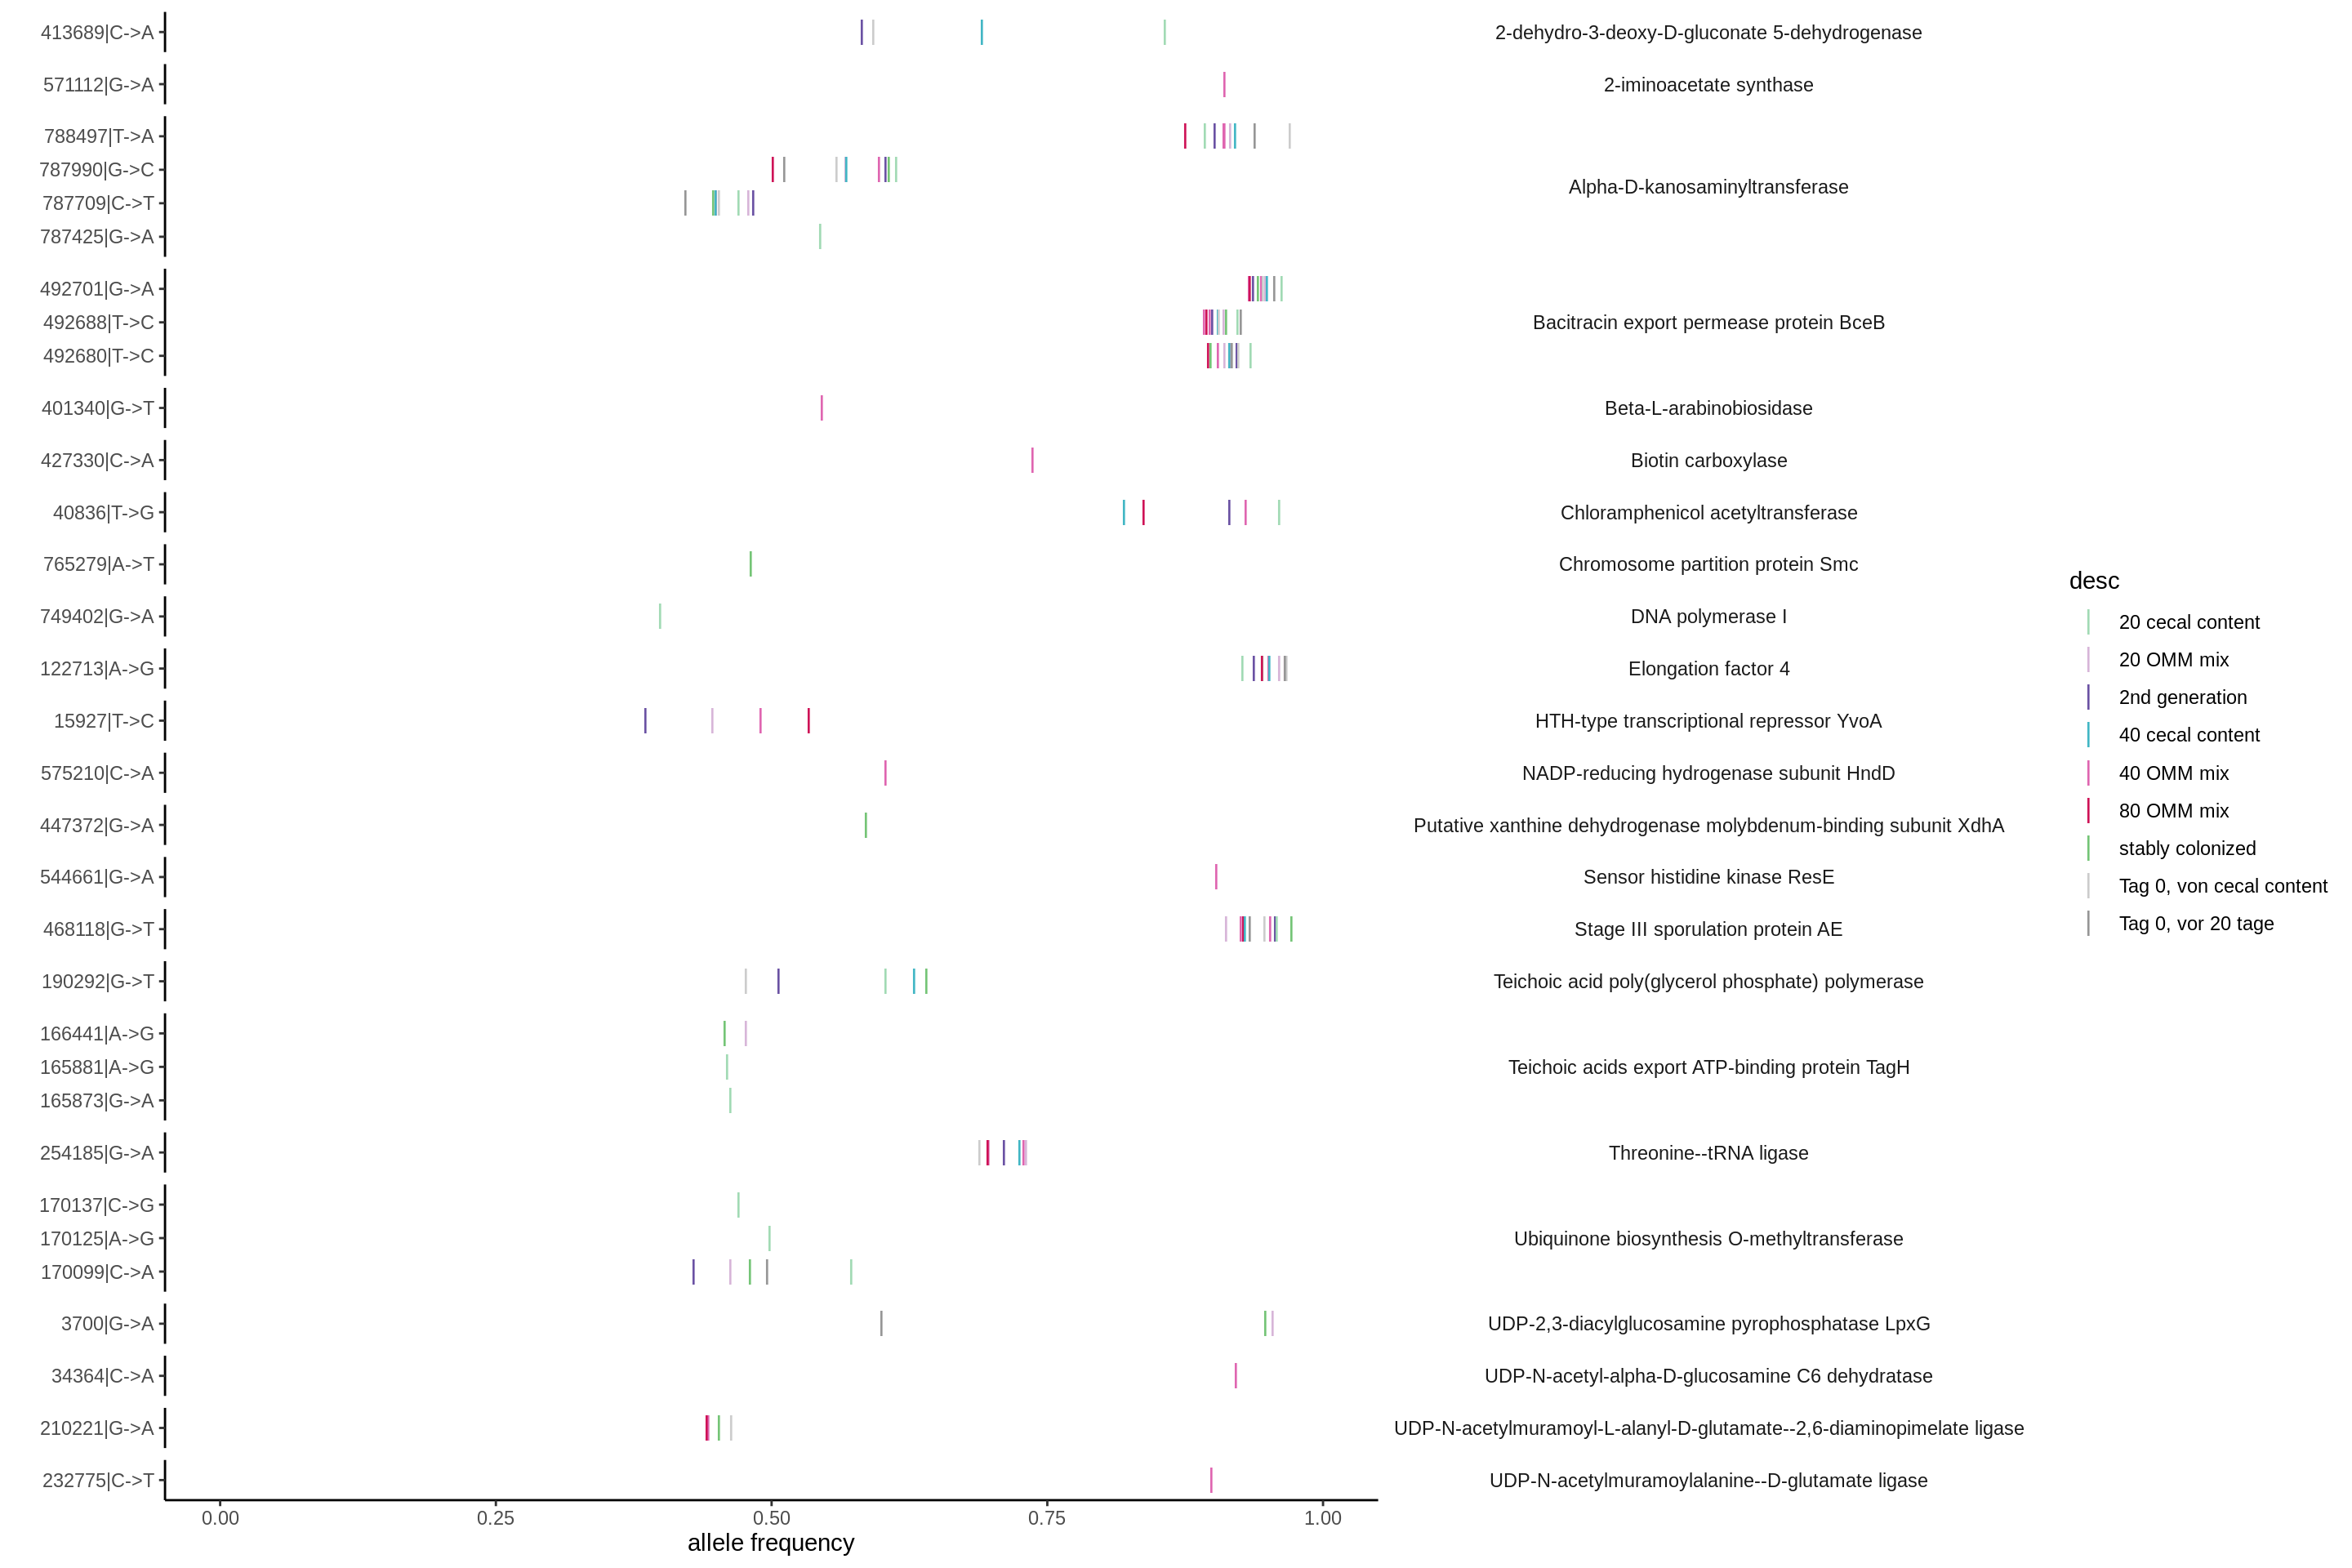 413689|C->A 2-dehydro-3-deoxy-D-gluconate 5-dehydrogenase
571112|G->A 2-iminoacetate synthase
788497|T->A
787990|G->C
Alpha-D-kanosaminyltransferase
787709|C->T
787425|G->A
492701|G->A
492688|T->C Bacitracin export permease protein BceB
492680|T->C
401340|G->T Beta-L-arabinobiosidase
427330|C->A Biotin carboxylase
40836|T->G Chloramphenicol acetyltransferase
765279|A->T Chromosome partition protein Smc
749402|G->A DNA polymerase I
122713|A->G Elongation factor 4
15927|T->C HTH-type transcriptional repressor YvoA
575210|C->A NADP-reducing hydrogenase subunit HndD
447372|G->A Putative xanthine dehydrogenase molybdenum-binding subunit XdhA
544661|G->A Sensor histidine kinase ResE
468118|G->T Stage III sporulation protein AE
190292|G->T Teichoic acid poly(glycerol phosphate) polymerase
166441|A->G
165881|A->G Teichoic acids export ATP-binding protein TagH
165873|G->A
254185|G->A Threonine--tRNA ligase
170137|C->G
170125|A->G Ubiquinone biosynthesis O-methyltransferase
170099|C->A
3700|G->A UDP-2,3-diacylglucosamine pyrophosphatase LpxG
34364|C->A UDP-N-acetyl-alpha-D-glucosamine C6 dehydratase
210221|G->A UDP-N-acetylmuramoyl-L-alanyl-D-glutamate--2,6-diaminopimelate ligase
232775|C->T UDP-N-acetylmuramoylalanine--D-glutamate ligase
0.00 0.25 0.50 0.75 1.00
allele frequency
desc
20 cecal content
20 OMM mix
2nd generation
40 cecal content
40 OMM mix
80 OMM mix
stably colonized
Tag 0, von cecal content
Tag 0, vor 20 tage